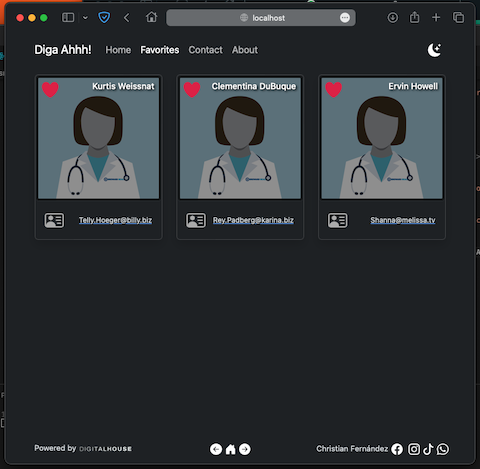 localhost
Diga Ahhh! Home Favorites Contact About
Kurtis Weissnat
Clementina DuBuque
Ervin Howell
Telly.Hoeger@billy.biz
Rey.Padberg@karina.biz
Shanna@melissa.tv
Powered by DIGITALHOUSE
Christian Fernández